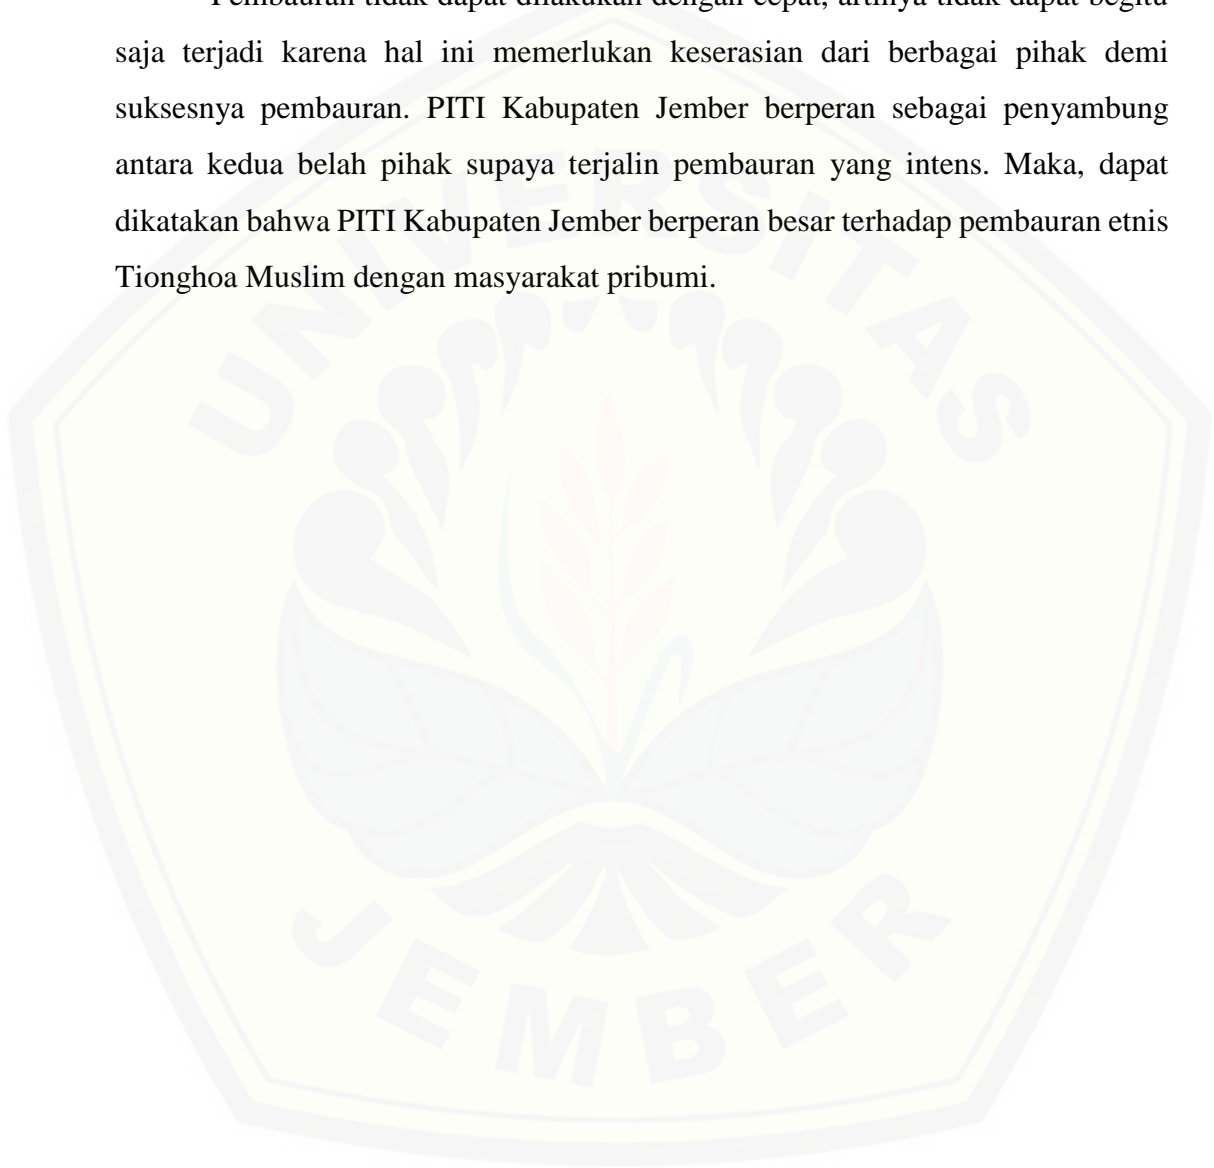 Pembauran tidak dapat dilakukan dengan cepat, artinya tidak dapat begitu
saja terjadi karena hal ini memerlukan keserasian dari berbagai pihak demi
suksesnya pembauran. PITI Kabupaten Jember berperan sebagai penyambung
antara kedua belah pihak supaya terjalin pembauran yang intens. Maka, dapat
dikatakan bahwa PITI Kabupaten Jember berperan besar terhadap pembauran etnis
Tionghoa Muslim dengan masyarakat pribumi.
UNIVERSITAS
JEMBER